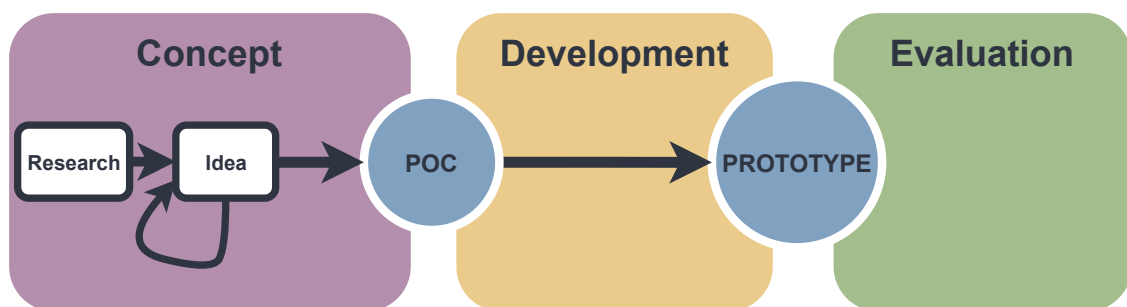 Concept
Development
Evaluation
Research
Idea
POC
PROTOTYPE